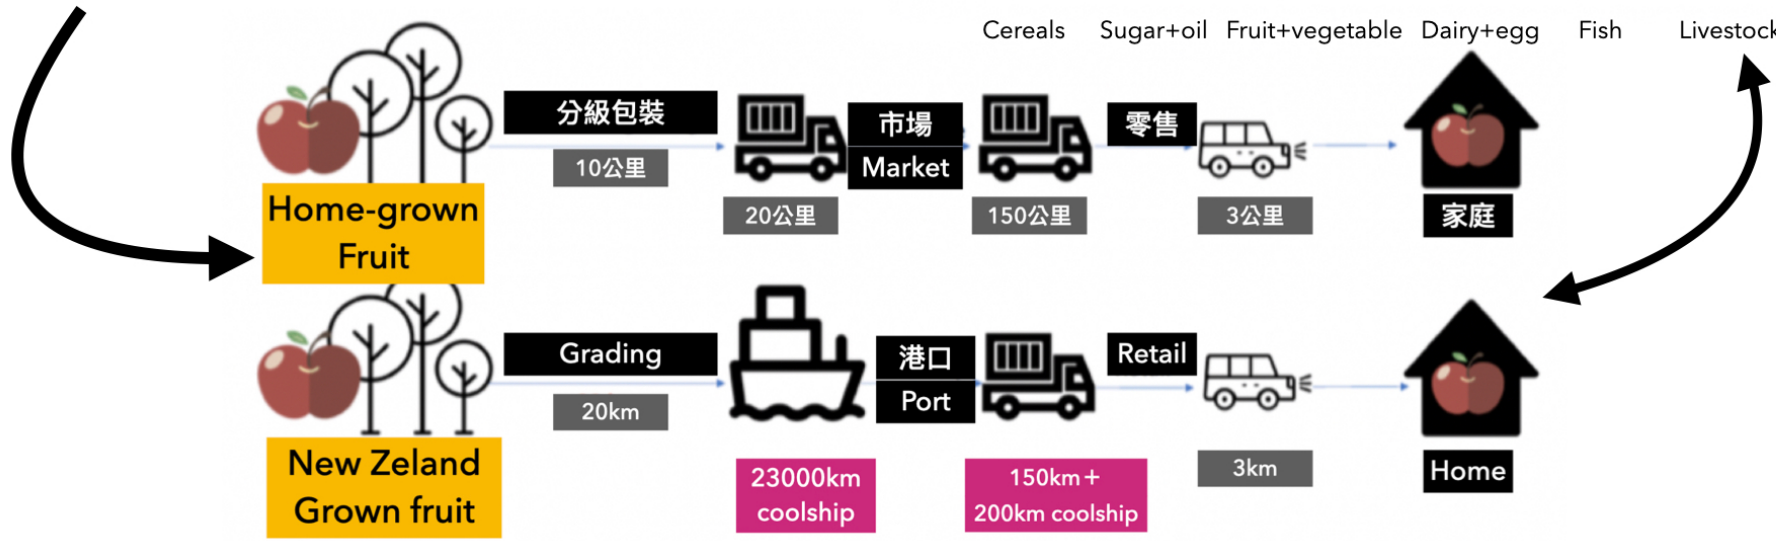 Cereals Sugar+oil Fruit+vegetable Dairy+egg Fish Livestock
分級包裝
10公里
市場
Market
零售
20公里
150公里
3公里
家庭
Home-grown
Fruit
Grading
20km
港口
Port
Retail
New Zeland
Grown fruit
23000km
coolship
150km+
200km coolship
3km
Home